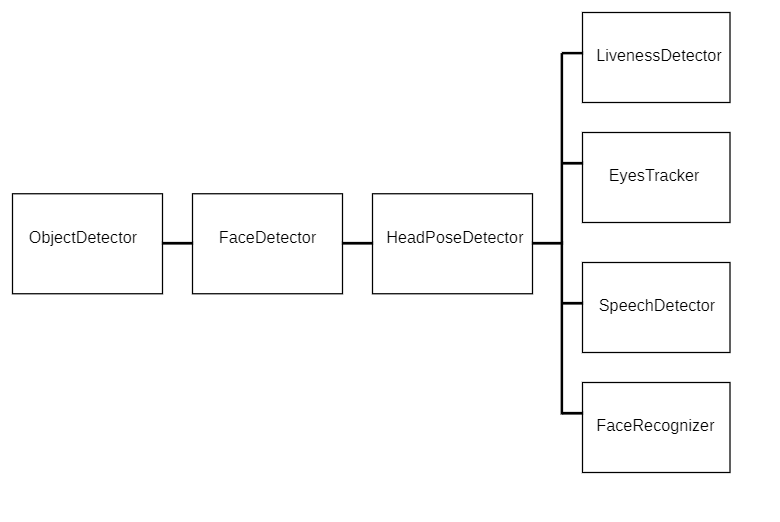 ObjectDetector
FaceDetector
HeadPoseDetector
LivenessDetector
EyesTracker
SpeechDetector
FaceRecognizer